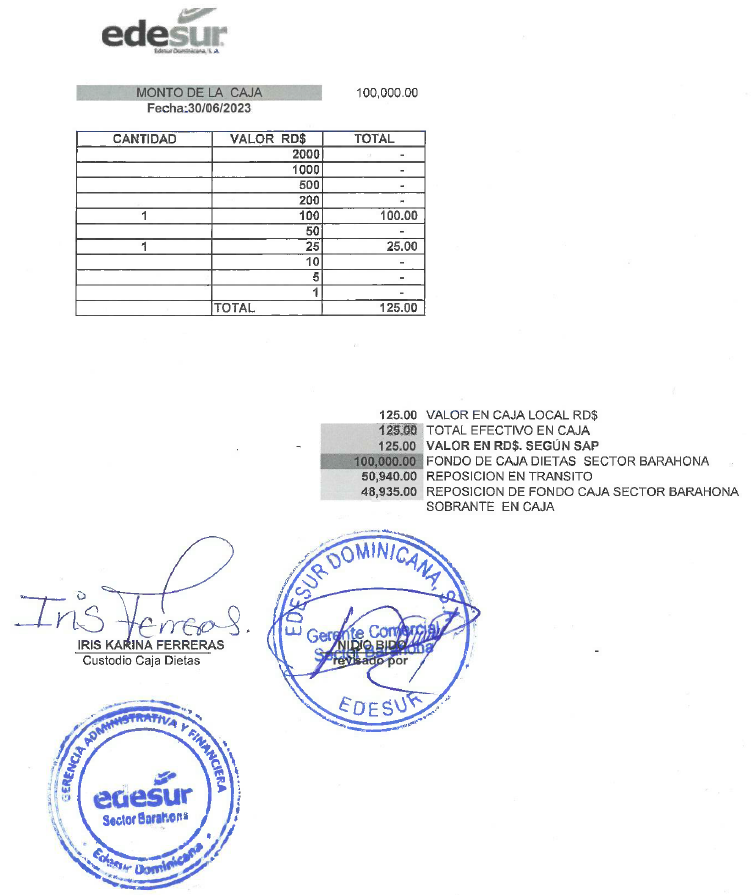 edesur
Edesur Dominicana, S.A.
MONTO DE LA CAJA 100,000.00
Fecha:30/06/2023
CANTIDAD VALOR RD$ TOTAL
2000 -
1000 -
500 -
200 -
1 100 100.00
50 -
1 25 25.00
10 -
5 -
1 -
TOTAL 125.00
125.00 VALOR EN CAJA LOCAL RD$
125.00 TOTAL EFECTIVO EN CAJA
- 125.00 VALOR EN RD$. SEGÚN SAP
100,000.00 FONDO DE CAJA DIETAS SECTOR BARAHONA
50,940.00 REPOSICION EN TRANSITO
48,935.00 REPOSICION DE FONDO CAJA SECTOR BARAHONA
SOBRANTE EN CAJA
Iris Ferreras.
IRIS KARINA FERRERAS
Custodio Caja Dietas
EDESUR DOMINICANA, S.A.
Gerente Comercial
Sector Barahona
NIDIO BIDO
revisado por
EDESUR
-
GERENCIA ADMINISTRATIVA Y FINANCIERA
edesur
Sector Barahona
Edesur Dominicana